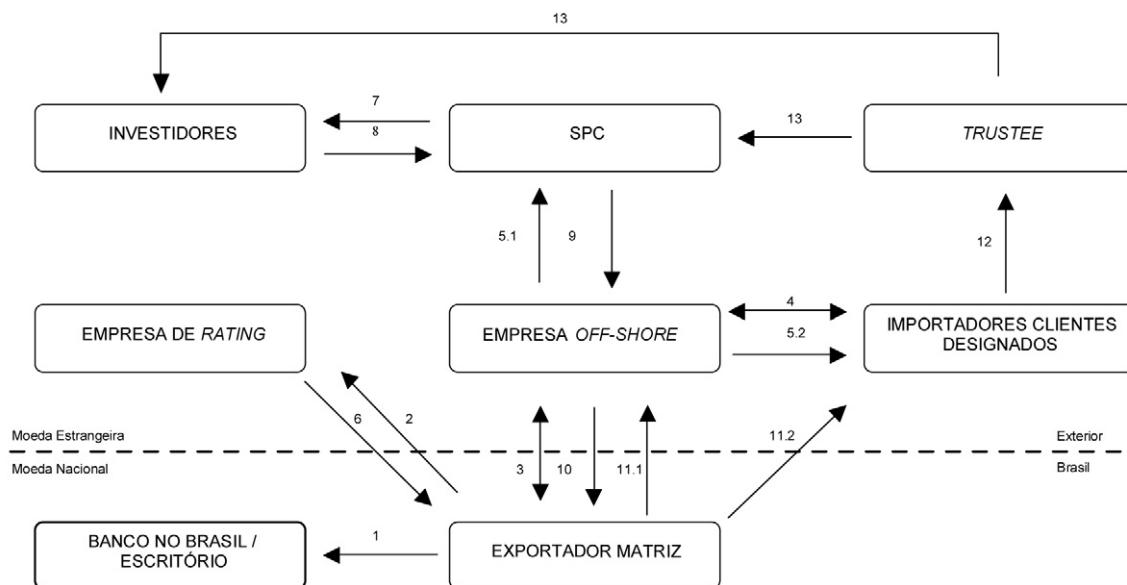 13
INVESTIDORES
7
8
SPC
13
TRUSTEE
5.1
9
12
EMPRESA DE RATING
EMPRESA OFF-SHORE
4
5.2
IMPORTADORES CLIENTES
DESIGNADOS
6
2
11.2
Moeda Estrangeira
Exterior
Moeda Nacional
3
10
11.1
Brasil
BANCO NO BRASIL /
ESCRITÓRIO
1
EXPORTADOR MATRIZ